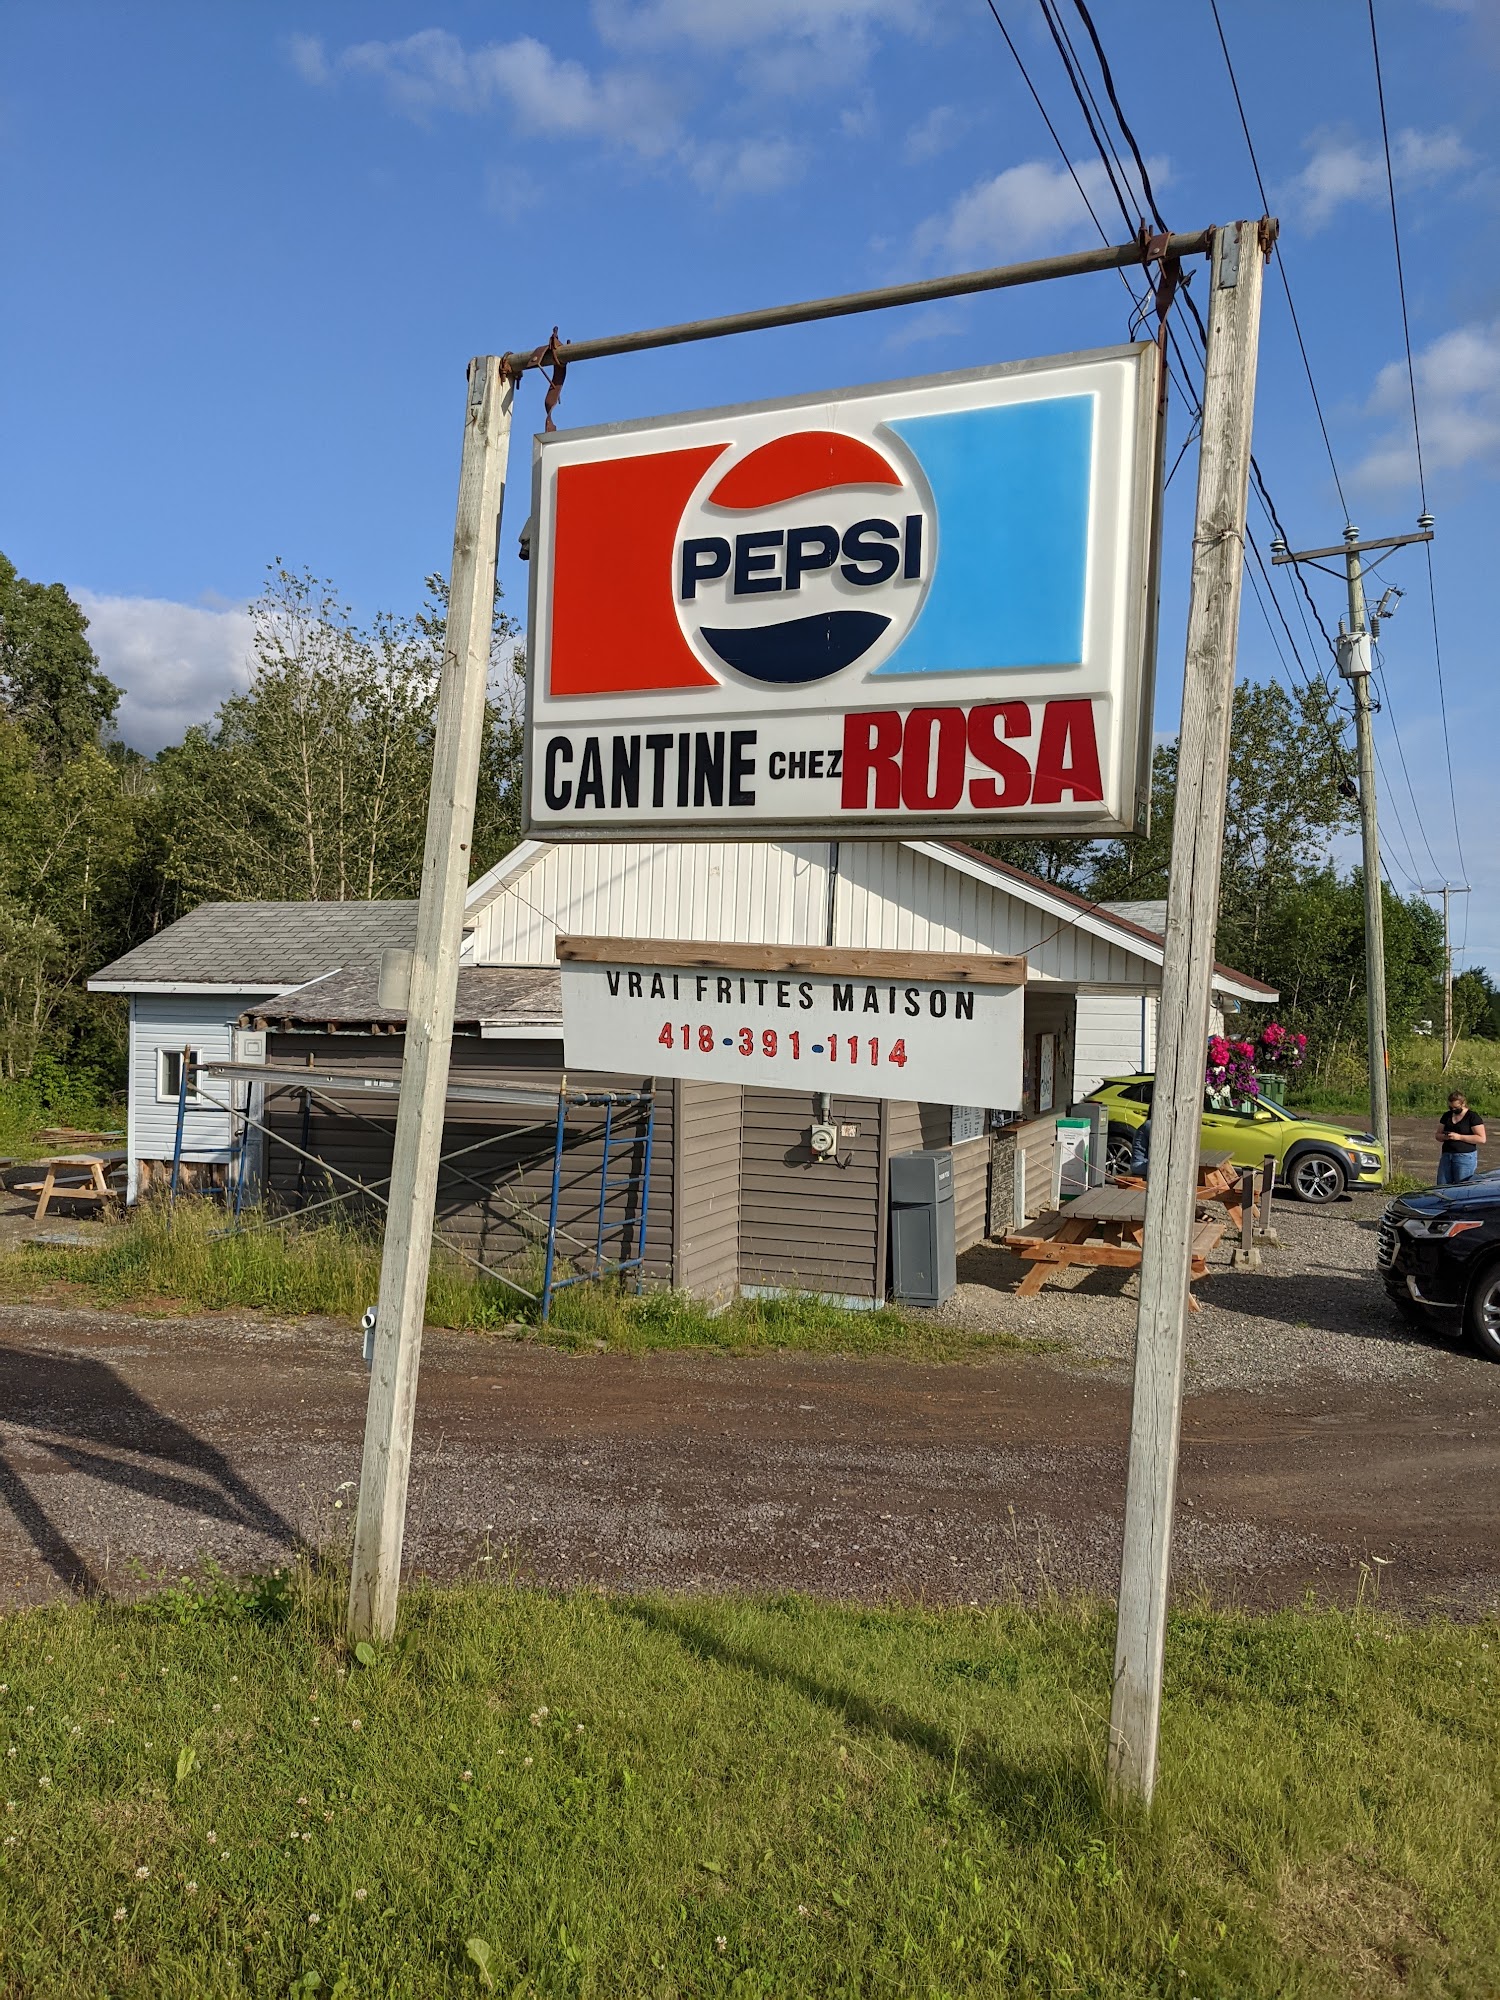 PEPSI
CANTINE CHEZ ROSA
VRAI FRITES MAISON
418-391-1114